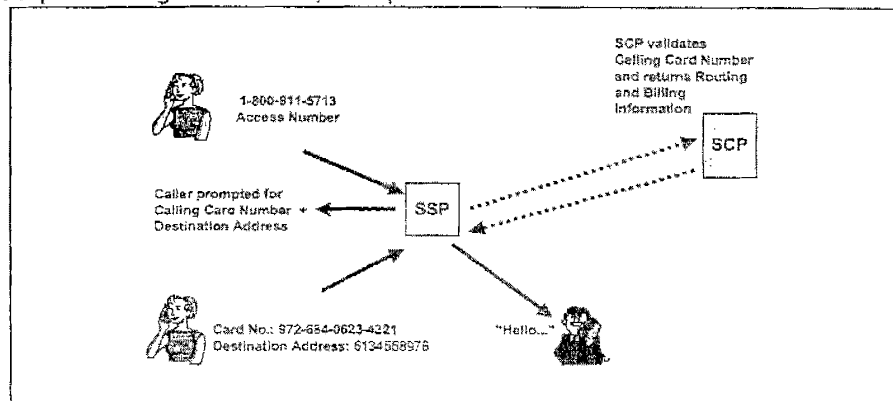 SCP validates
Calling Card Number
and returns Routing
and Billing
Information
1-800-911-5713
Access Number
SCP
Caller prompted for
Calling Card Number +
Destination Address
SSP
Card No.: 972-684-0623-4221
Destination Address: 6134558976
"Hello..."